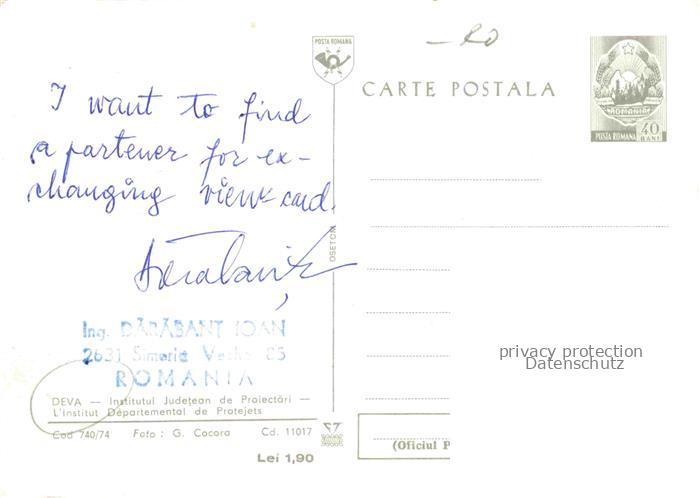 I want to find
a partener for ex-
changing view-card.
Ing. DĂRĂBANȚ IOAN
2631 Simeria Veche 85
ROMANIA
DEVA — Institutul Județean de Proiectări —
L'Institut Départemental de Protejets
Cod 740/74 Foto : G. Cocora Cd. 11017
Lei 1,90
OSETCM
POSTA ROMANA
CARTE POSTALA
ROMANIA
POSTA ROMANA 40 BANI
privacy protection
Datenschutz
(Oficiul P